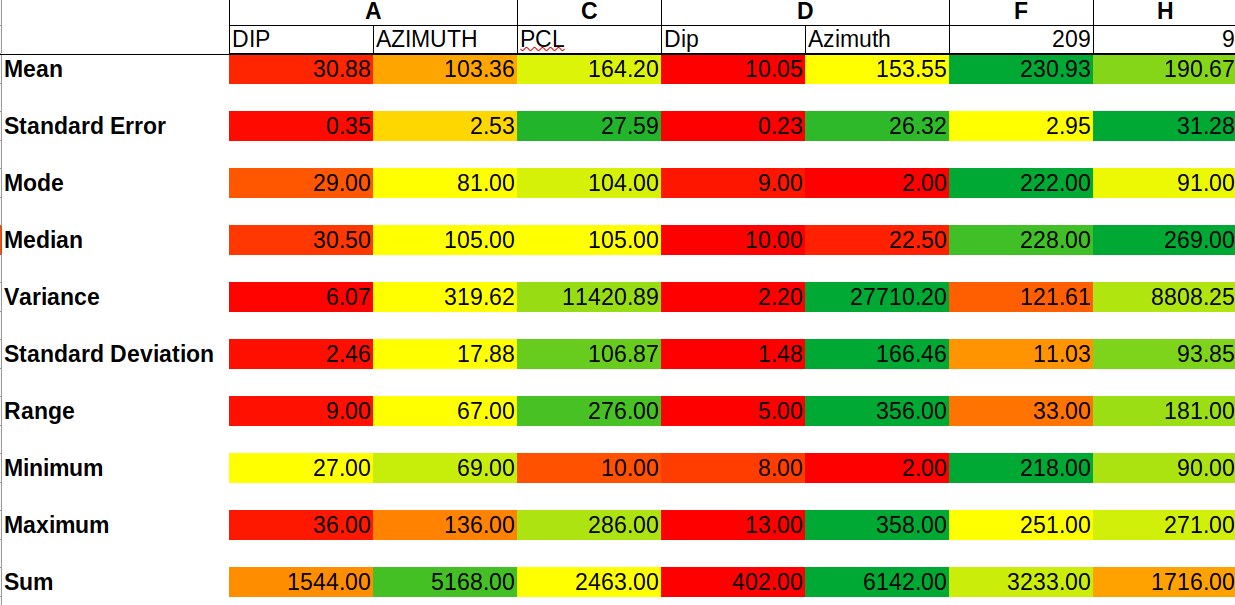 A C D F H
DIP AZIMUTH PCL Dip Azimuth 209 9
Mean 30.88 103.36 164.20 10.05 153.55 230.93 190.67
Standard Error 0.35 2.53 27.59 0.23 26.32 2.95 31.28
Mode 29.00 81.00 104.00 9.00 2.00 222.00 91.00
Median 30.50 105.00 105.00 10.00 22.50 228.00 269.00
Variance 6.07 319.62 11420.89 2.20 27710.20 121.61 8808.25
Standard Deviation 2.46 17.88 106.87 1.48 166.46 11.03 93.85
Range 9.00 67.00 276.00 5.00 356.00 33.00 181.00
Minimum 27.00 69.00 10.00 8.00 2.00 218.00 90.00
Maximum 36.00 136.00 286.00 13.00 358.00 251.00 271.00
Sum 1544.00 5168.00 2463.00 402.00 6142.00 3233.00 1716.00